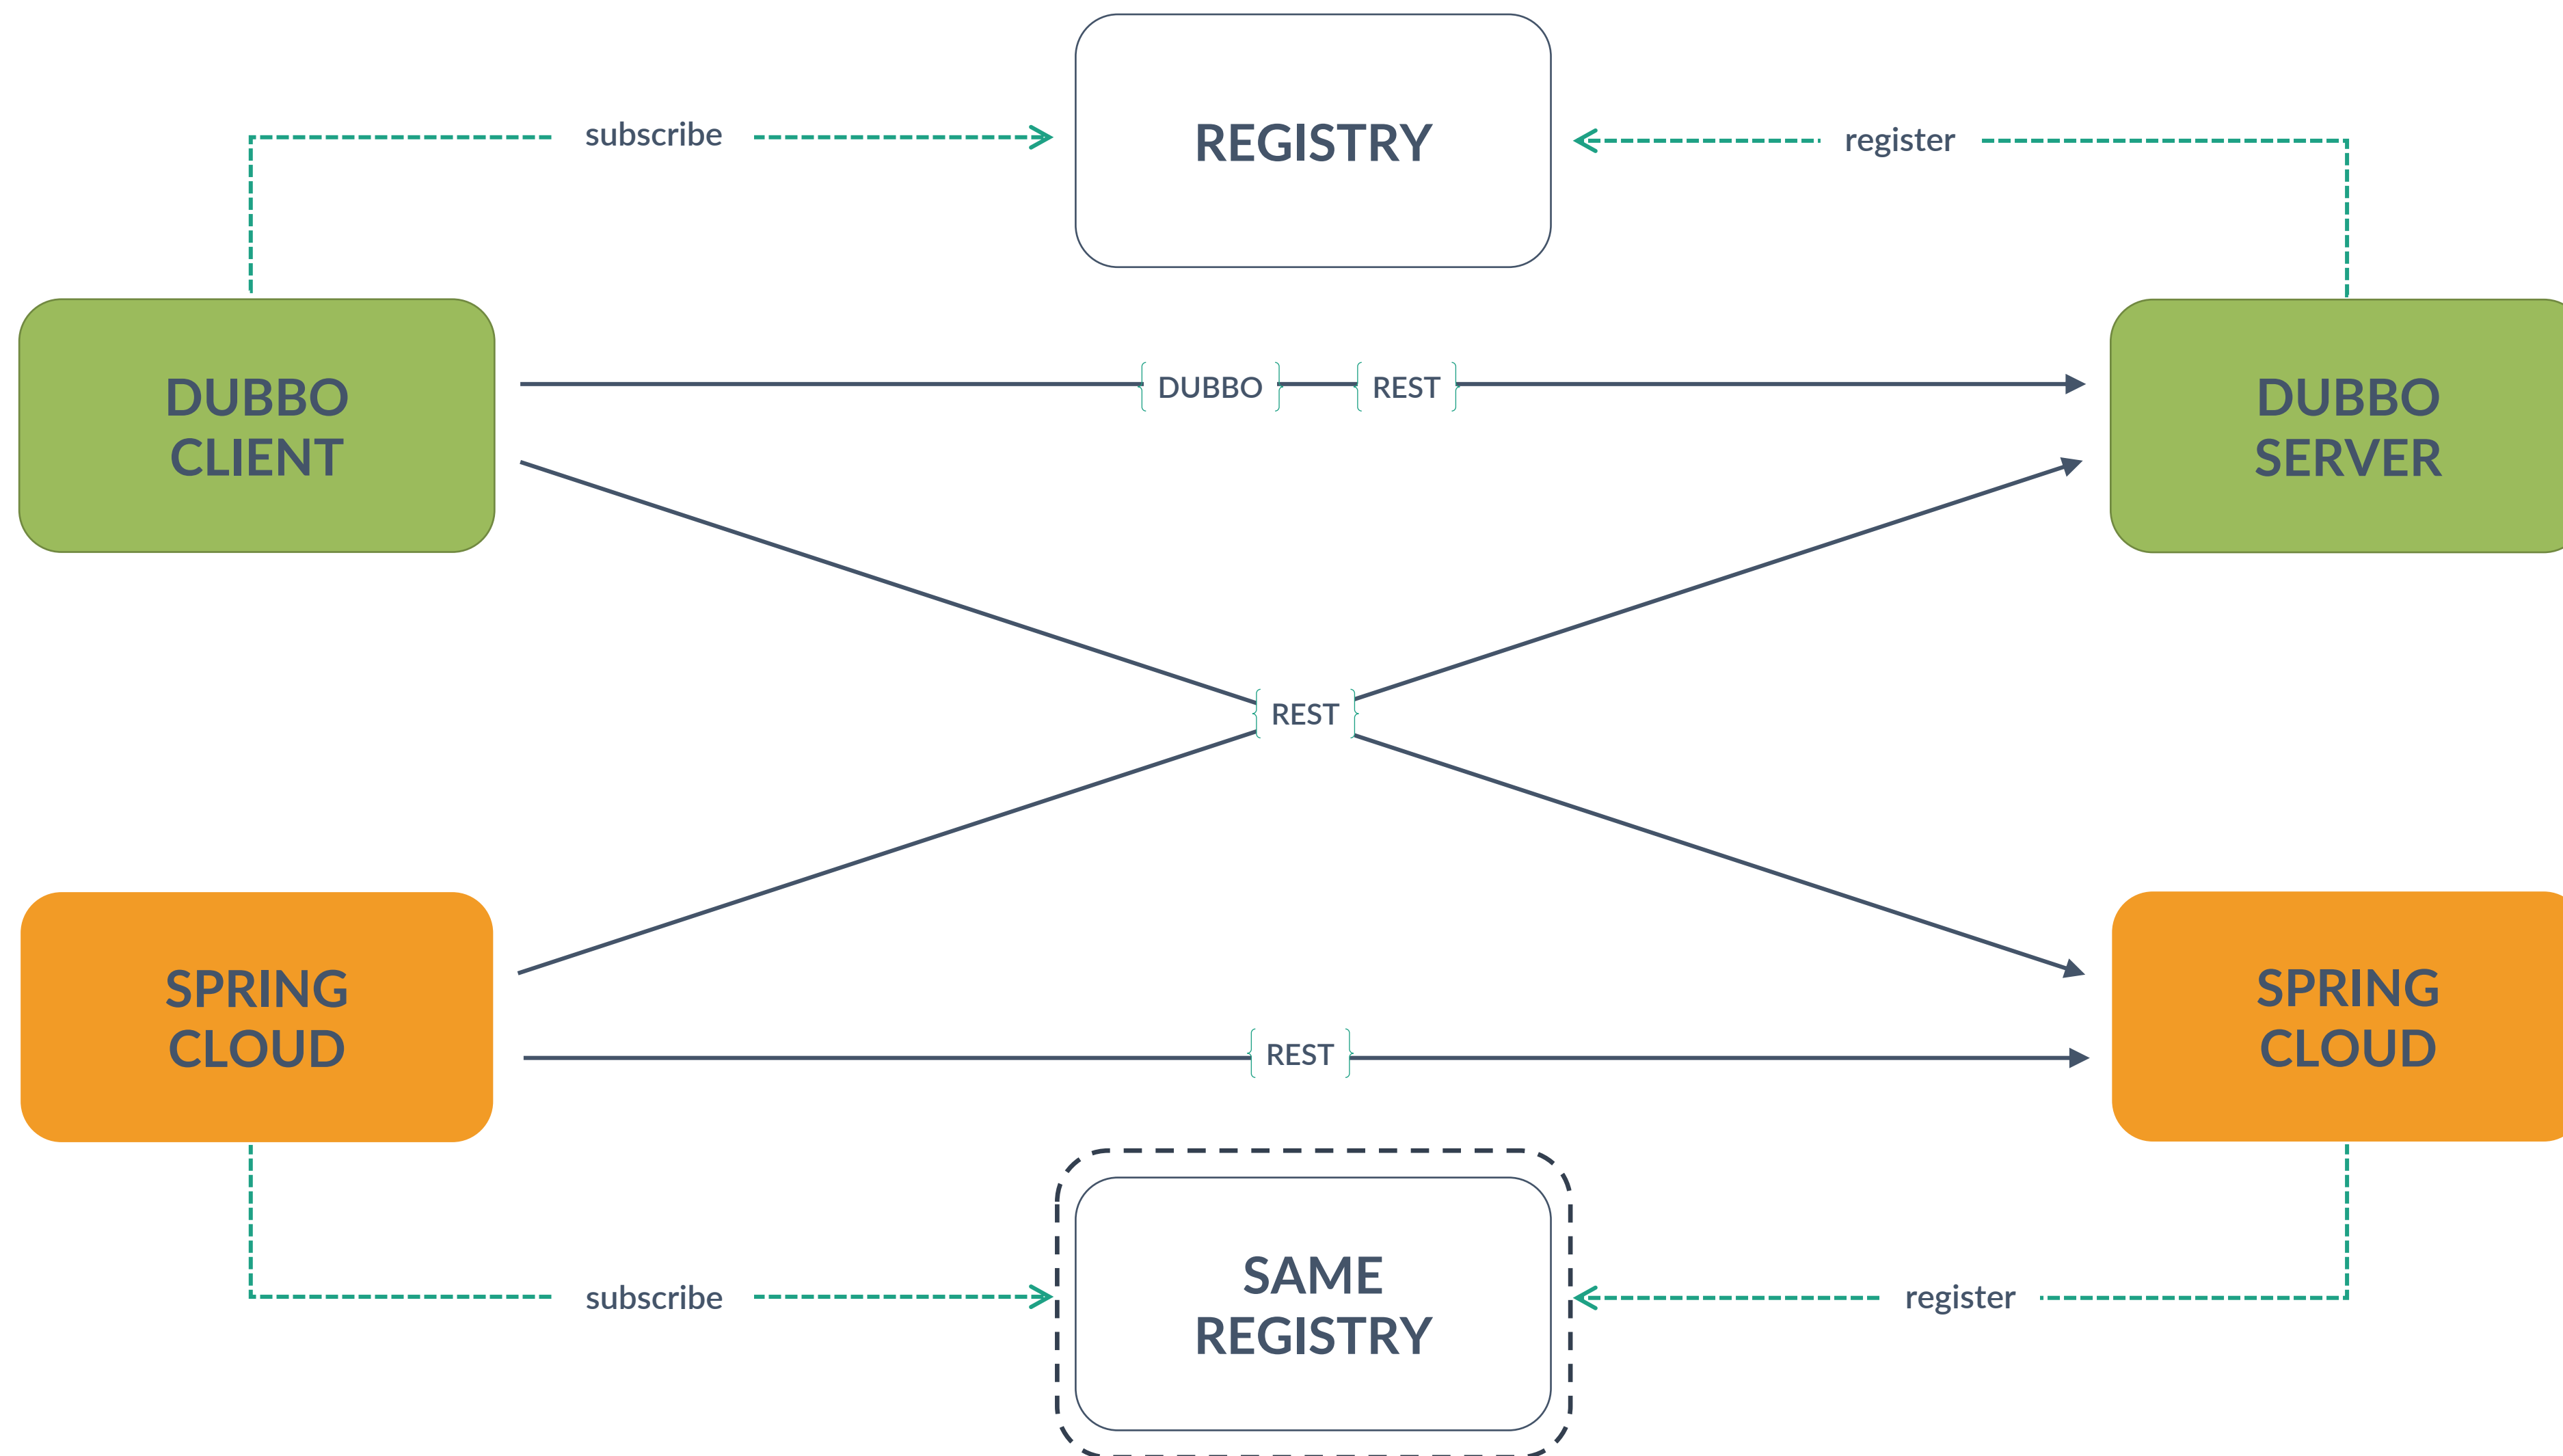 REGISTRY
subscribe
register
DUBBO
CLIENT
DUBBO
REST
DUBBO
SERVER
REST
SPRING
CLOUD
REST
SPRING
CLOUD
SAME
REGISTRY
subscribe
register